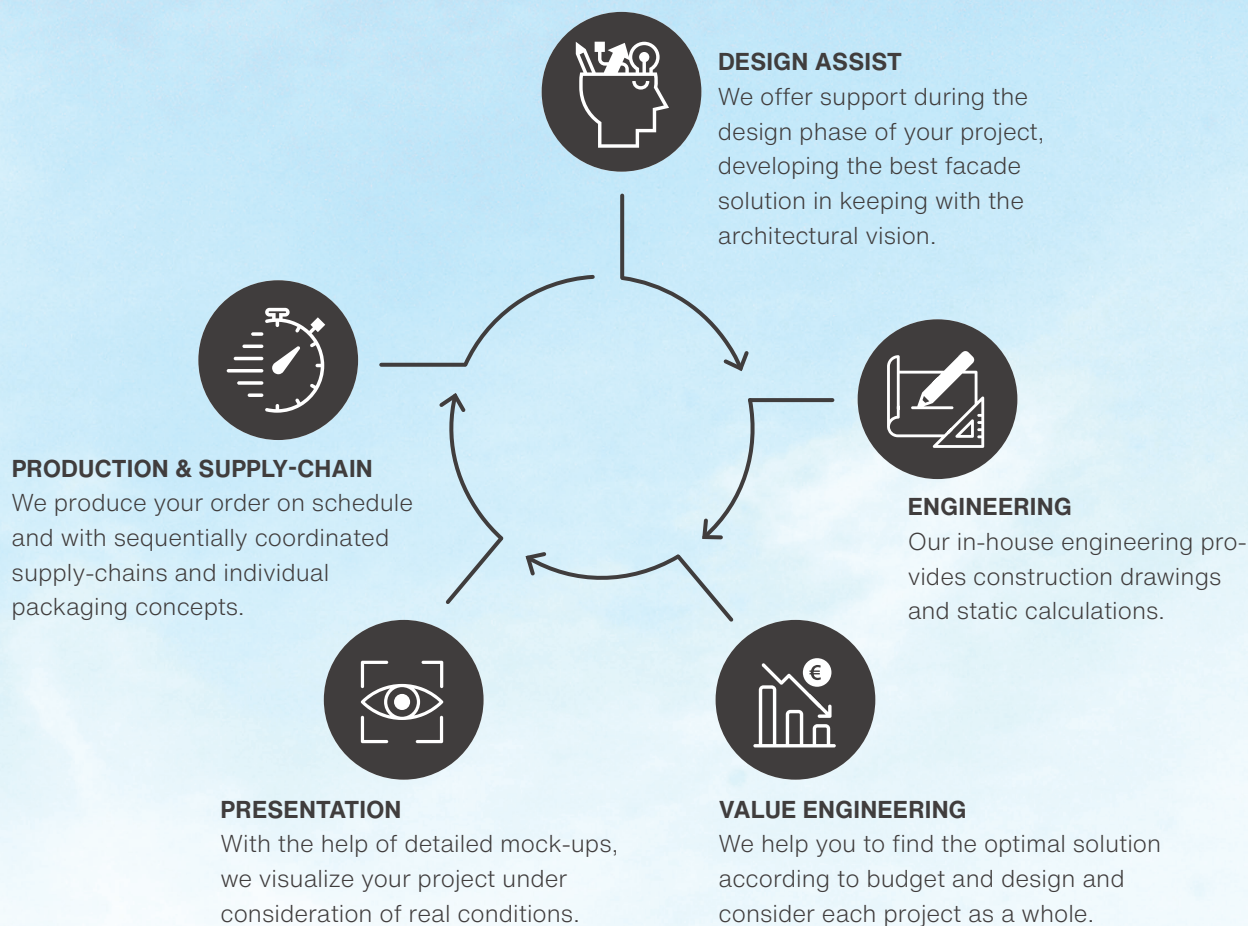 DESIGN ASSIST
We offer support during the
design phase of your project,
developing the best facade
solution in keeping with the
architectural vision.
ENGINEERING
Our in-house engineering pro-
vides construction drawings
and static calculations.
VALUE ENGINEERING
We help you to find the optimal solution
according to budget and design and
consider each project as a whole.
PRESENTATION
With the help of detailed mock-ups,
we visualize your project under
consideration of real conditions.
PRODUCTION & SUPPLY-CHAIN
We produce your order on schedule
and with sequentially coordinated
supply-chains and individual
packaging concepts.
€